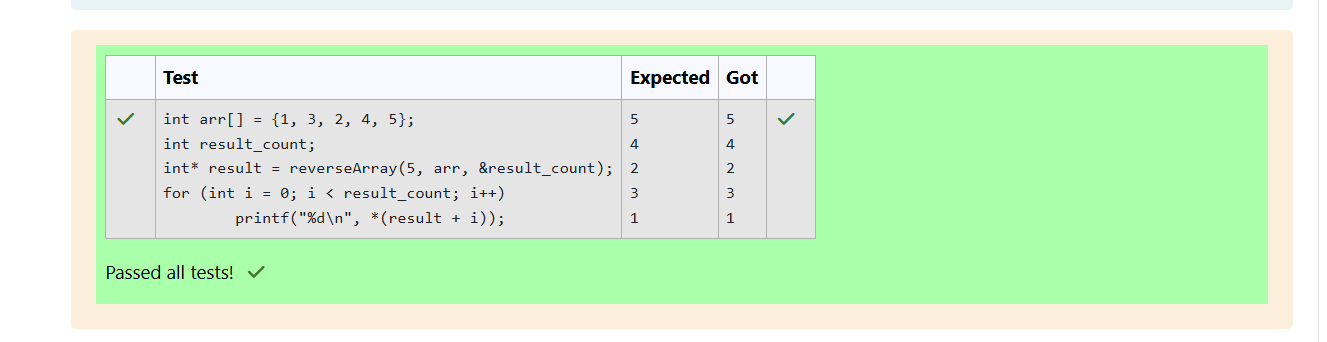 Test Expected Got
int arr[] = {1, 3, 2, 4, 5}; 5 5
int result_count; 4 4
int* result = reverseArray(5, arr, &result_count); 2 2
for (int i = 0; i < result_count; i++) 3 3
printf("%d\n", *(result + i)); 1 1
Passed all tests!